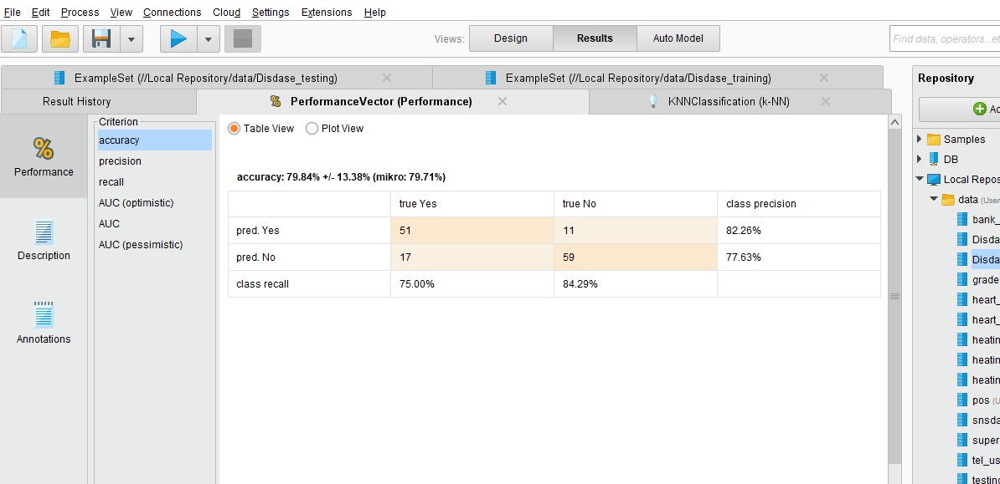 File Edit Process View Connections Cloud Settings Extensions Help
Views: Design Results Auto Model Find data, operators...et
ExampleSet (//Local Repository/data/Disdase_testing) ExampleSet (//Local Repository/data/Disdase_training)
Result History PerformanceVector (Performance) KNNClassification (k-NN)
Repository
Ad
Performance
Description
Annotations
Criterion
accuracy
precision
recall
AUC (optimistic)
AUC
AUC (pessimistic)
Table View Plot View
accuracy: 79.84% +/- 13.38% (mikro: 79.71%)
true Yes true No class precision
pred. Yes 51 11 82.26%
pred. No 17 59 77.63%
class recall 75.00% 84.29%
Samples
DB
Local Repos
data (User
bank_
Disda
Disda
grade
heart_
heart_
heatin
heatin
heatin
pos (U
snsda
super
tel_us
testing